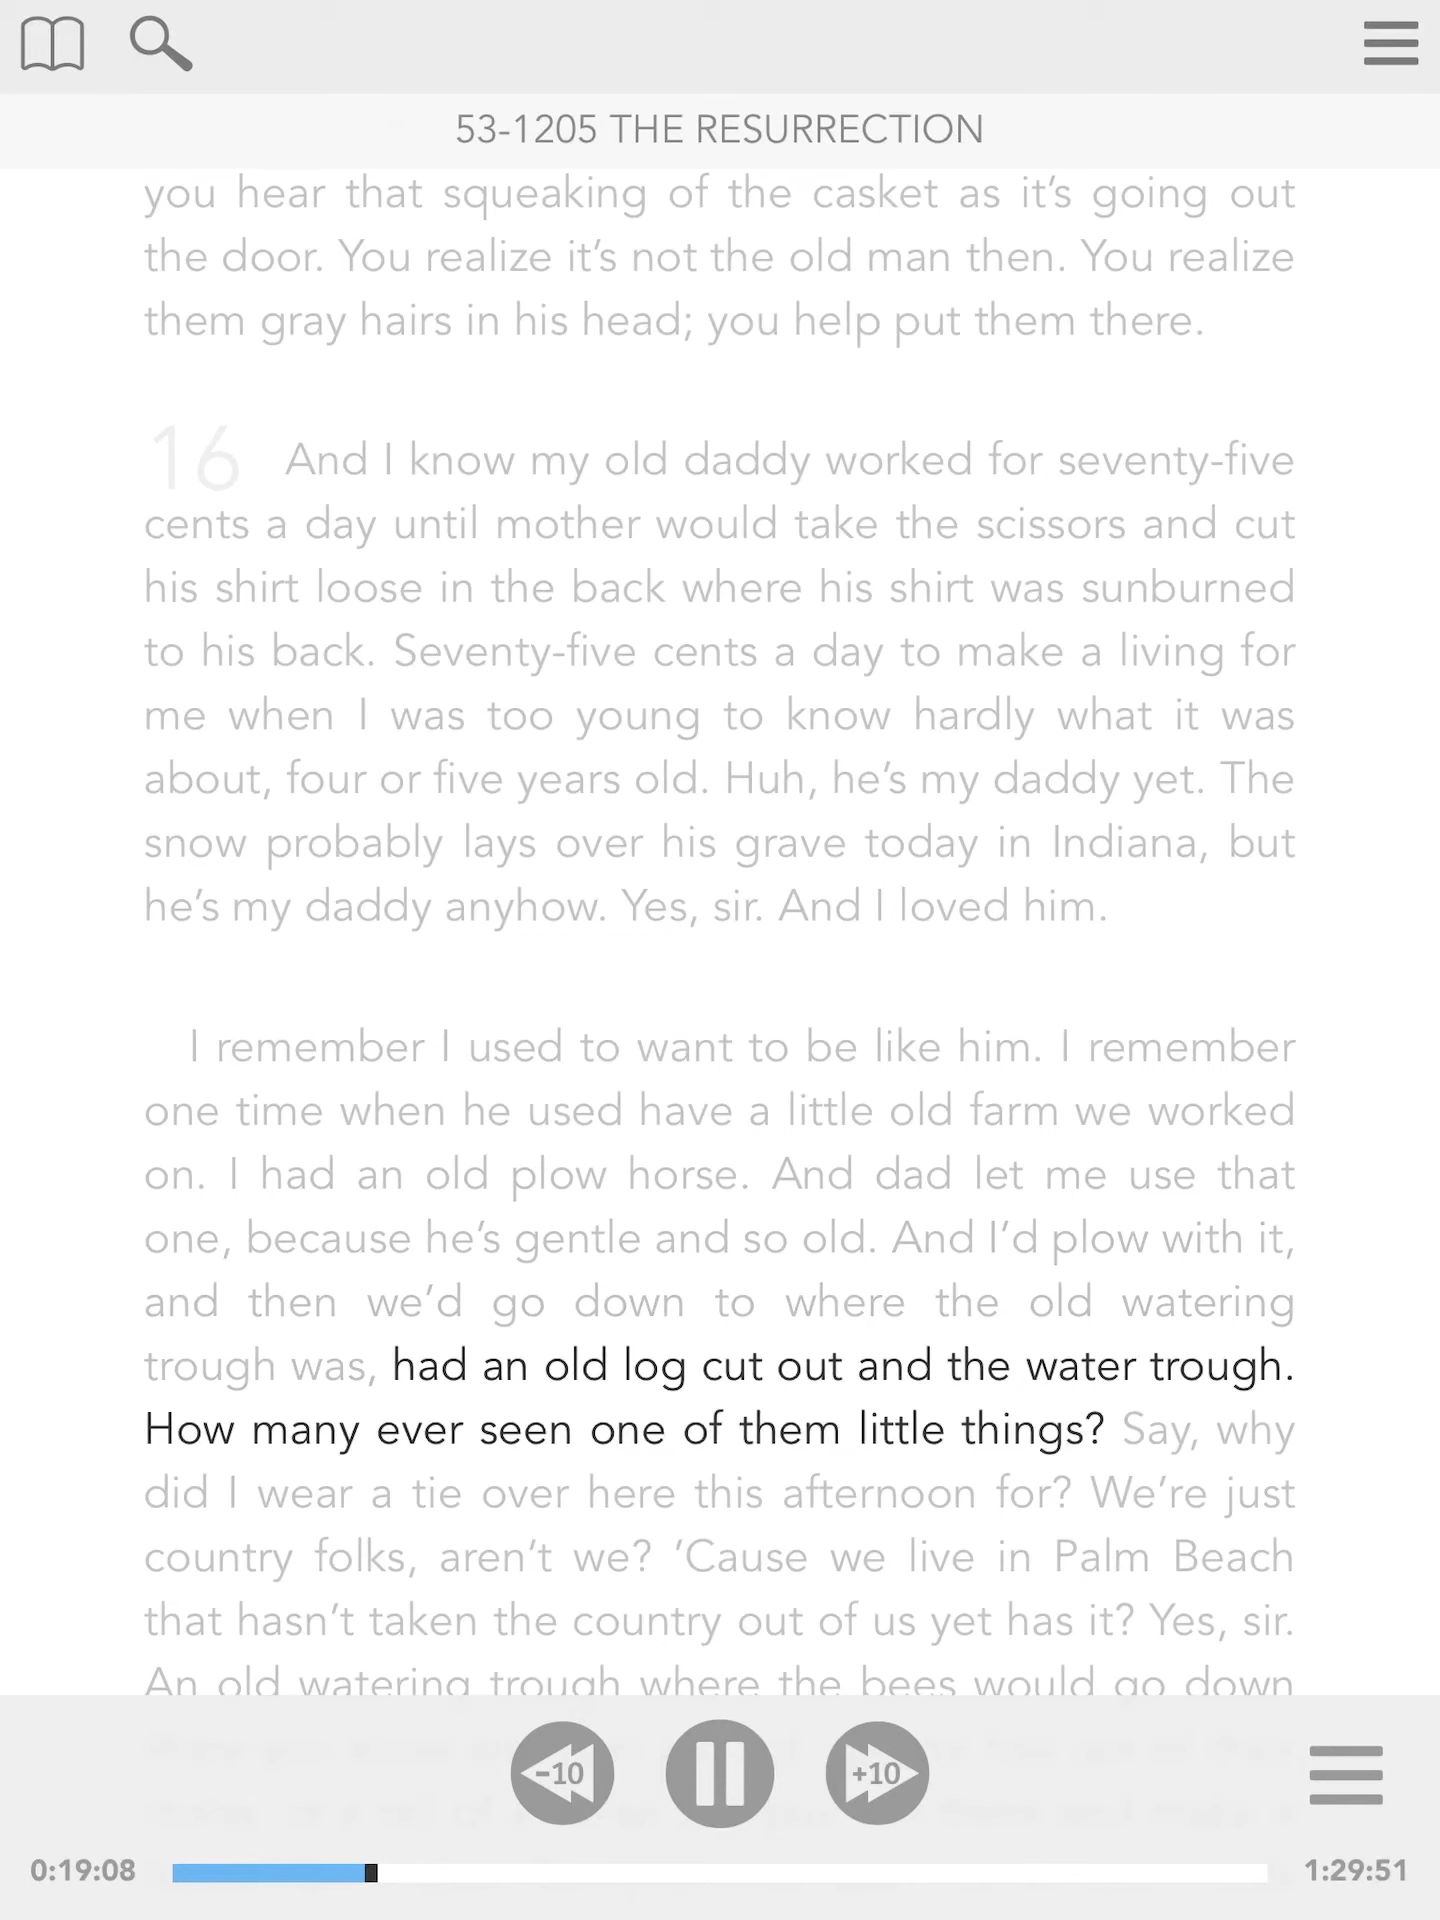 53-1205 THE RESURRECTION
you hear that squeaking of the casket as it’s going out
the door. You realize it’s not the old man then. You realize
them gray hairs in his head; you help put them there.
16 And I know my old daddy worked for seventy-five
cents a day until mother would take the scissors and cut
his shirt loose in the back where his shirt was sunburned
to his back. Seventy-five cents a day to make a living for
me when I was too young to know hardly what it was
about, four or five years old. Huh, he’s my daddy yet. The
snow probably lays over his grave today in Indiana, but
he’s my daddy anyhow. Yes, sir. And I loved him.
I remember I used to want to be like him. I remember
one time when he used have a little old farm we worked
on. I had an old plow horse. And dad let me use that
one, because he’s gentle and so old. And I’d plow with it,
and then we’d go down to where the old watering
trough was, had an old log cut out and the water trough.
How many ever seen one of them little things? Say, why
did I wear a tie over here this afternoon for? We’re just
country folks, aren’t we? ’Cause we live in Palm Beach
that hasn’t taken the country out of us yet has it? Yes, sir.
An old watering trough where the bees would go down
-10 +10
0:19:08 1:29:51